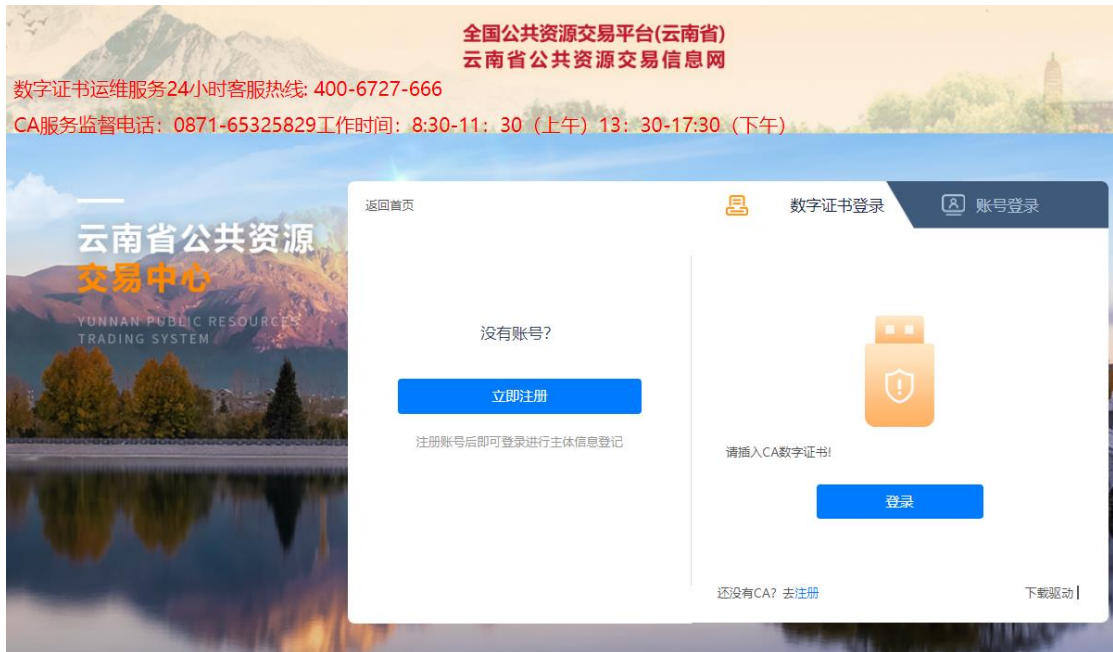 全国公共资源交易平台(云南省)
云南省公共资源交易信息网
数字证书运维服务24小时客服热线: 400-6727-666
CA服务监督电话：0871-65325829工作时间：8:30-11：30（上午）13：30-17:30（下午）
云南省公共资源
交易中心
YUNNAN PUBLIC RESOURCES
TRADING SYSTEM
返回首页
数字证书登录
账号登录
没有账号?
立即注册
注册账号后即可登录进行主体信息登记
请插入CA数字证书!
登录
还没有CA? 去注册
下载驱动